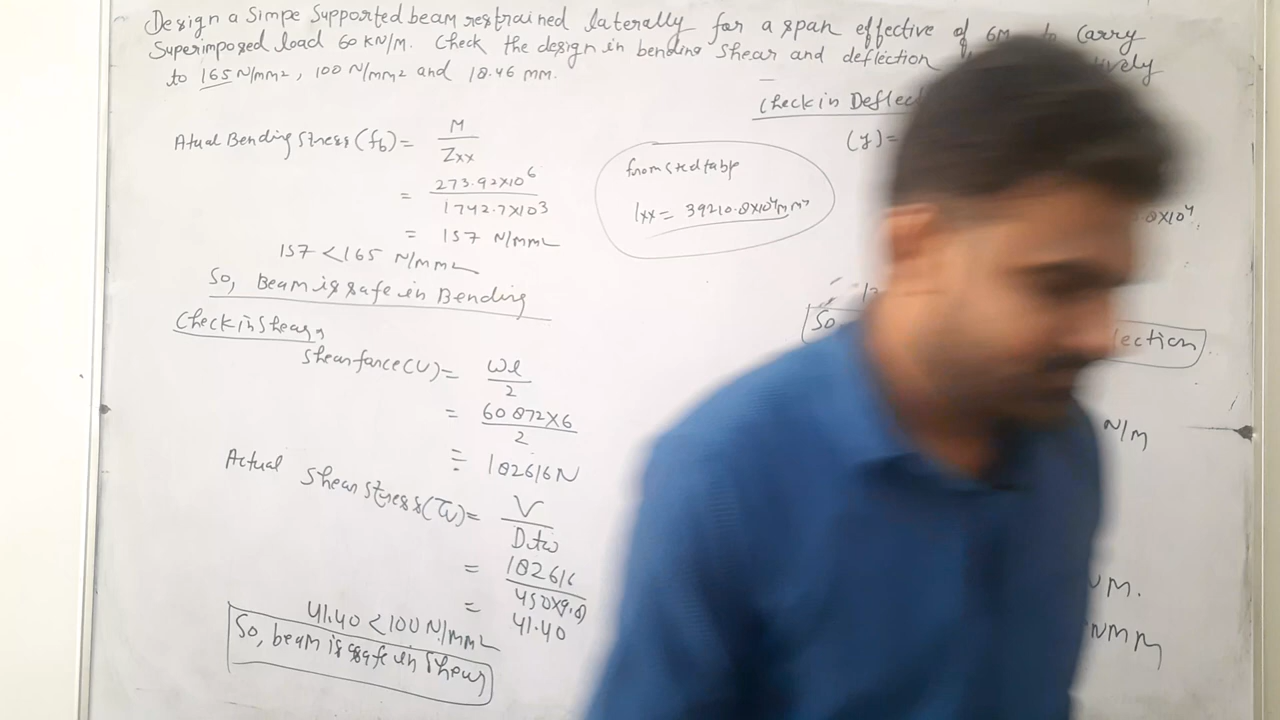 Design a Simpe Supported beam restrained laterally for a span effective of 6M to Carry
Superimposed load 60 KN/M. Check the design in bending shear and deflection
to 165 N/mm2, 100 N/mm2 and 18.46 mm.
Atual Bending Stress (fb) = M / Zxx
= 273.92×10^6 / 1742.7×10^3
= 157 N/mm2
157 < 165 N/mm2
So, Beam is safe in Bending
Check in Shear,
Shear force (V) = Wl / 2
= 60872×6 / 2
= 182616 N
Actual Shear stress (τv) = V / D.tw
= 182616 / 450×9.8
= 41.40
41.40 < 100 N/mm2
So, beam is safe in Shear
from steel table
Ixx = 39210.8×10^4 mm4
Check in Deflec
(y) =
.8×10^4
So
lection
N/M